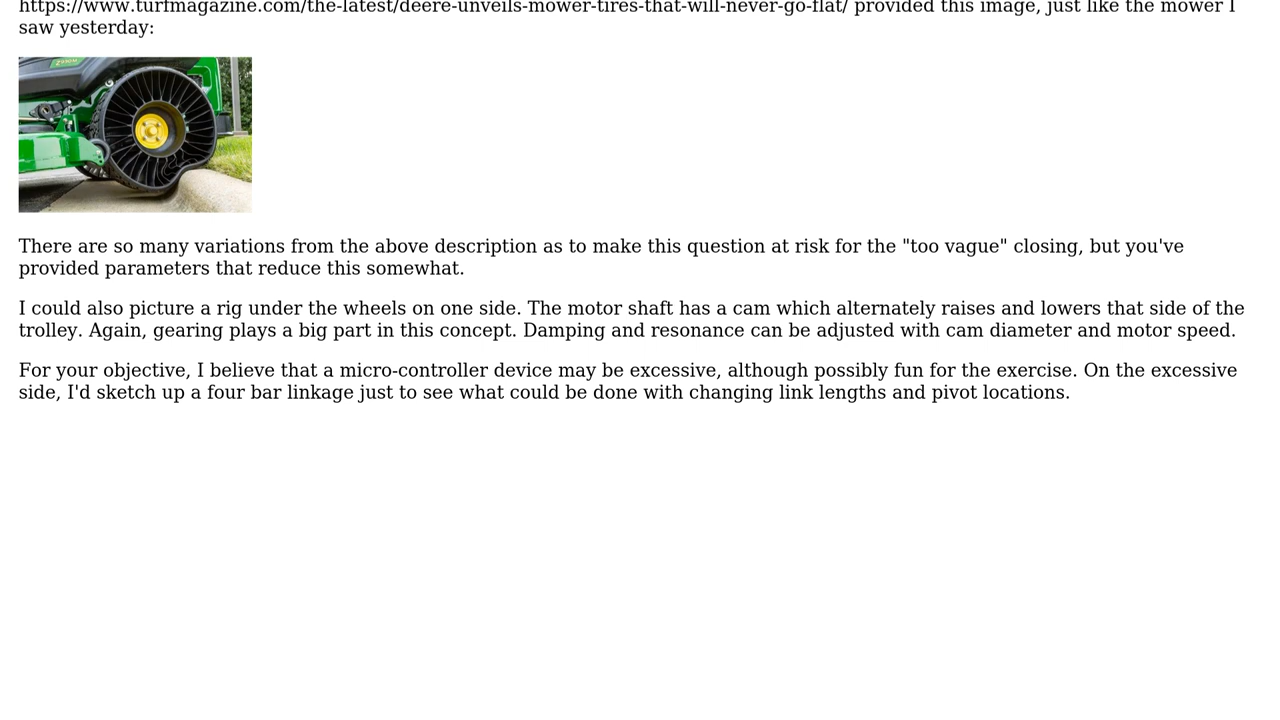 https://www.turfmagazine.com/the-latest/deere-unveils-mower-tires-that-will-never-go-flat/ provided this image, just like the mower I
saw yesterday:
There are so many variations from the above description as to make this question at risk for the "too vague" closing, but you've
provided parameters that reduce this somewhat.
I could also picture a rig under the wheels on one side. The motor shaft has a cam which alternately raises and lowers that side of the
trolley. Again, gearing plays a big part in this concept. Damping and resonance can be adjusted with cam diameter and motor speed.
For your objective, I believe that a micro-controller device may be excessive, although possibly fun for the exercise. On the excessive
side, I'd sketch up a four bar linkage just to see what could be done with changing link lengths and pivot locations.